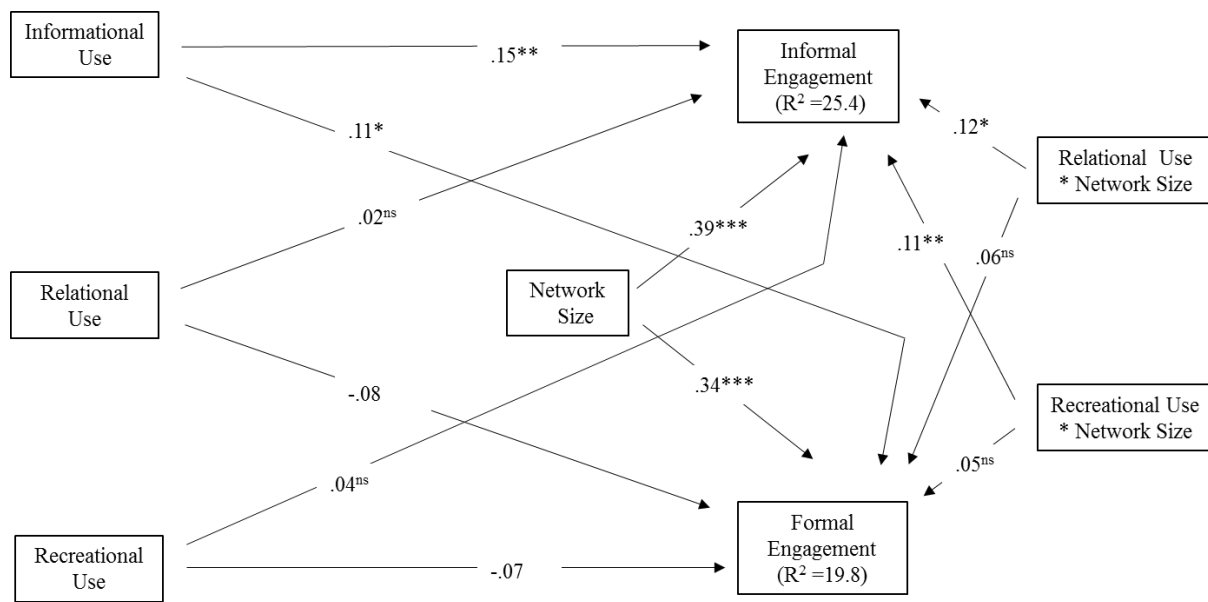 Informational
Use
.15**
Informal
Engagement
(R² =25.4)
.11*
.12*
Relational Use
* Network Size
.02ⁿˢ
.39***
.11**
.06ⁿˢ
Relational
Use
Network
Size
-.08
.34***
Recreational Use
* Network Size
.04ⁿˢ
.05ⁿˢ
Formal
Engagement
(R² =19.8)
Recreational
Use
-.07